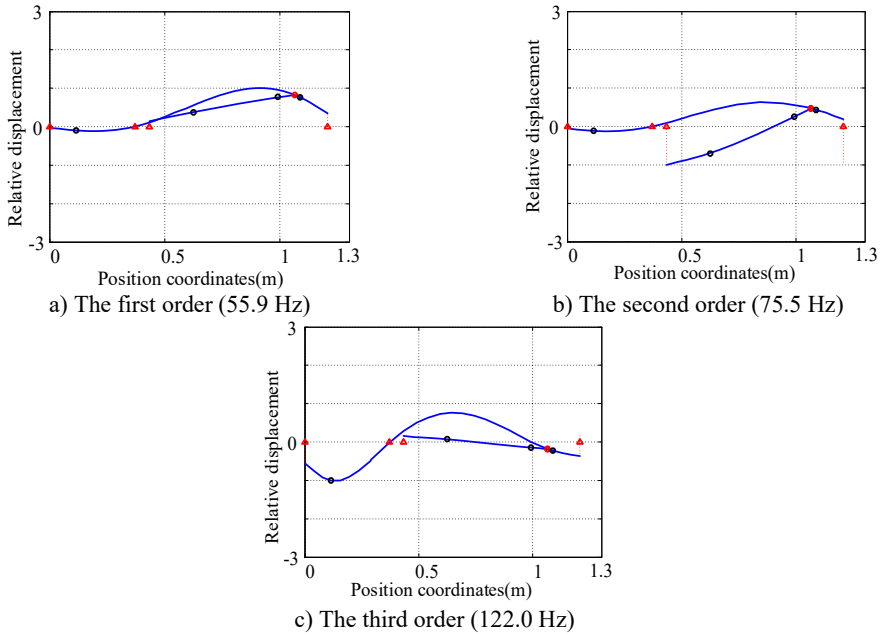 3
Relative displacement
0
-3
0
0.5
1
1.3
Position coordinates(m)
a) The first order (55.9 Hz)
3
Relative displacement
0
-3
0
0.5
1
1.3
Position coordinates(m)
b) The second order (75.5 Hz)
3
Relative displacement
0
-3
0
0.5
1
1.3
Position coordinates(m)
c) The third order (122.0 Hz)